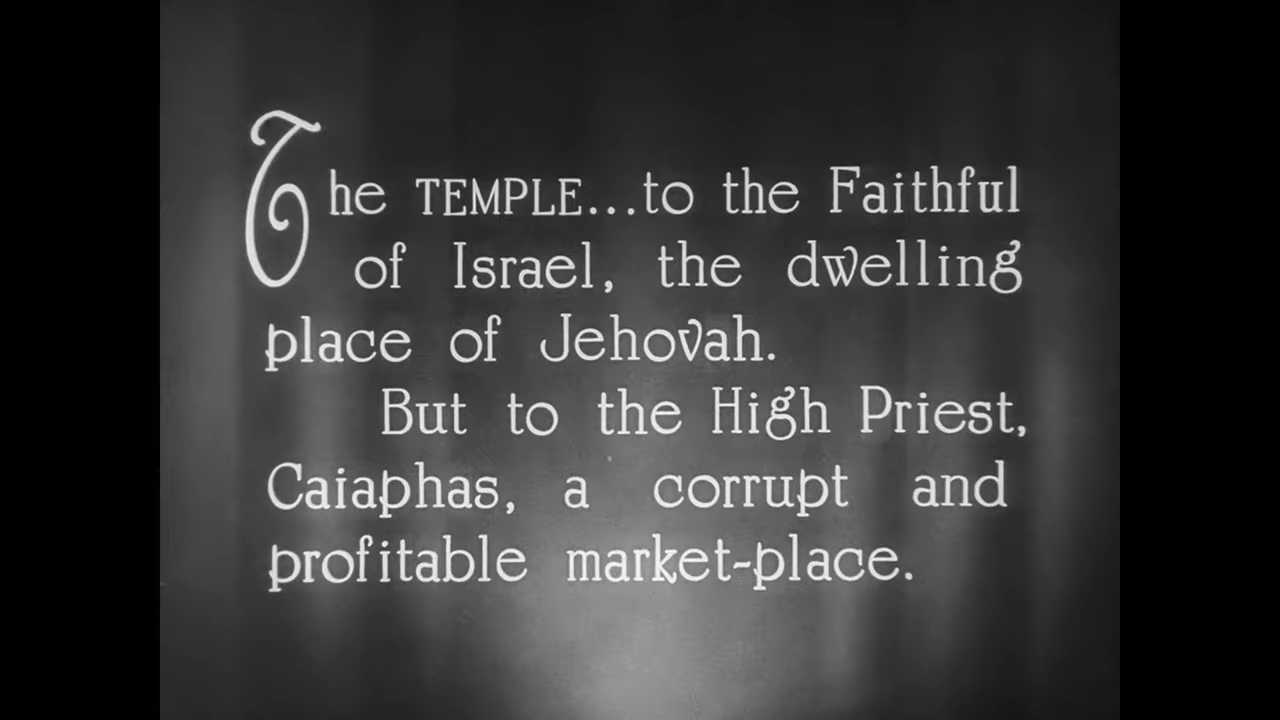 The TEMPLE...to the Faithful
of Israel, the dwelling
place of Jehovah.
But to the High Priest,
Caiaphas, a corrupt and
profitable market-place.